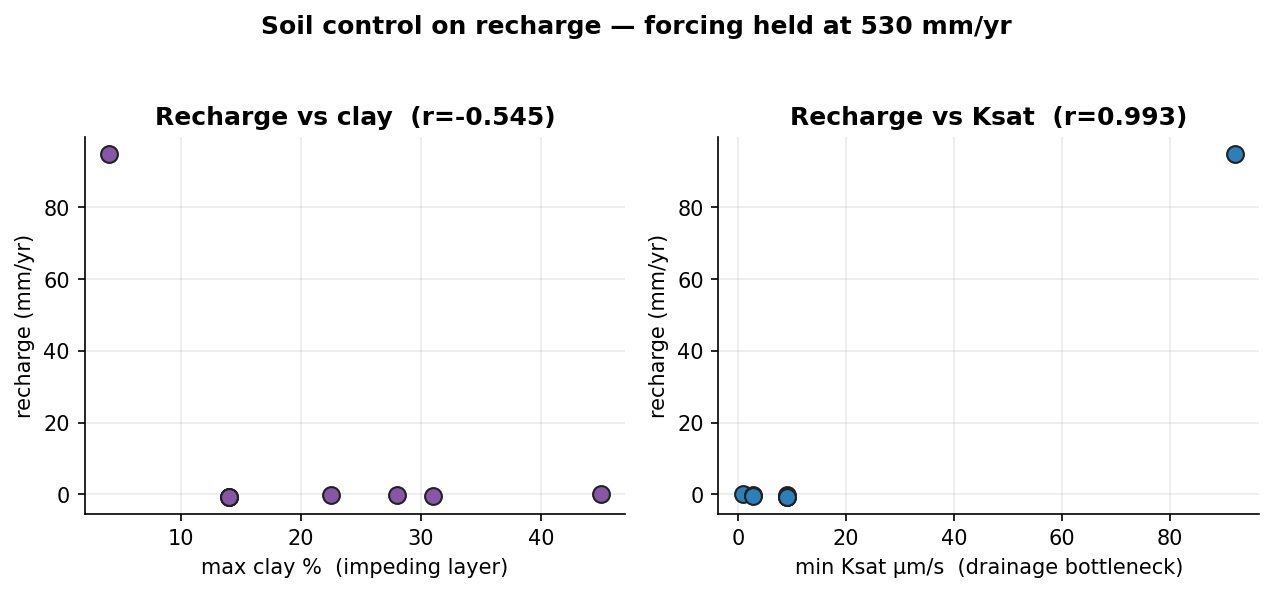 Soil control on recharge — forcing held at 530 mm/yr
Recharge vs clay  (r=-0.545)
recharge (mm/yr)
80
60
40
20
0
10
20
30
40
max clay %  (impeding layer)
Recharge vs Ksat  (r=0.993)
recharge (mm/yr)
80
60
40
20
0
0
20
40
60
80
min Ksat µm/s  (drainage bottleneck)